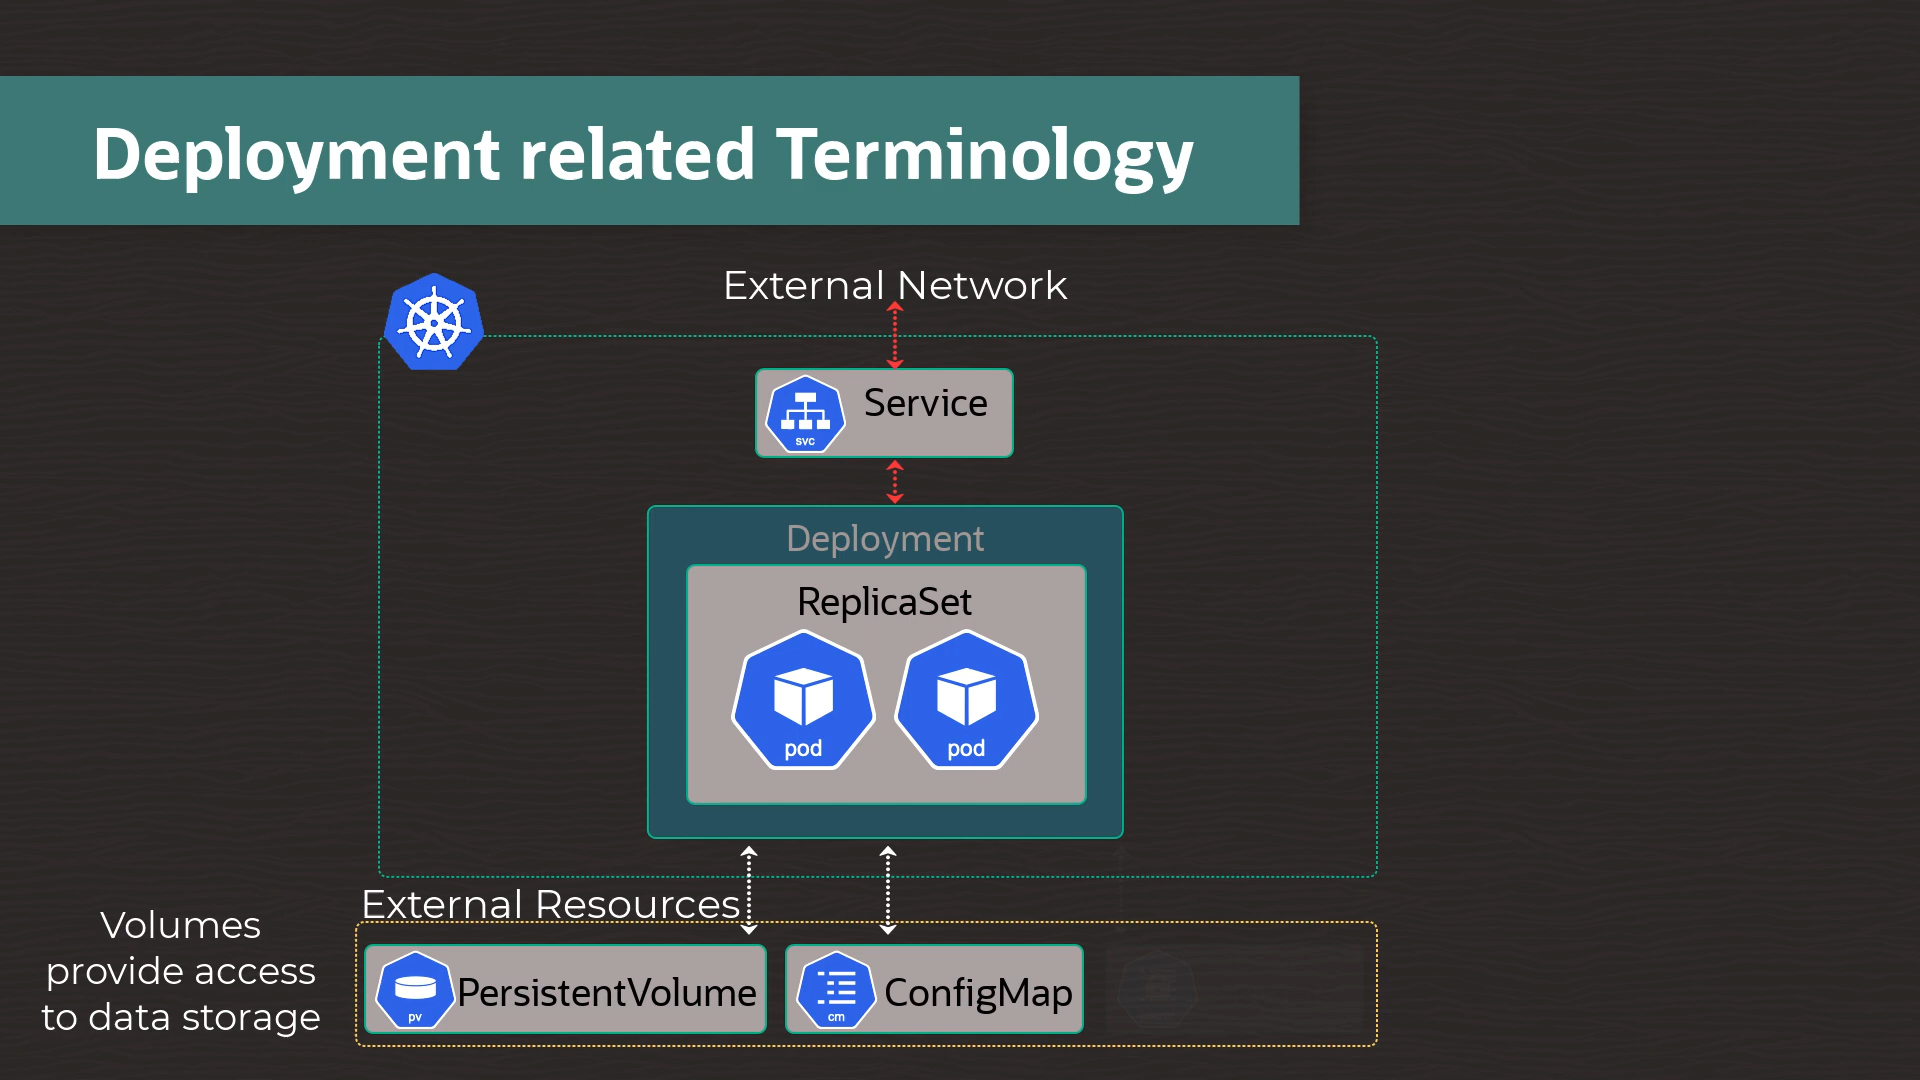 Deployment related Terminology
External Network
svc
Service
Deployment
ReplicaSet
pod
pod
External Resources
Volumes
provide access
to data storage
pv
PersistentVolume
cm
ConfigMap